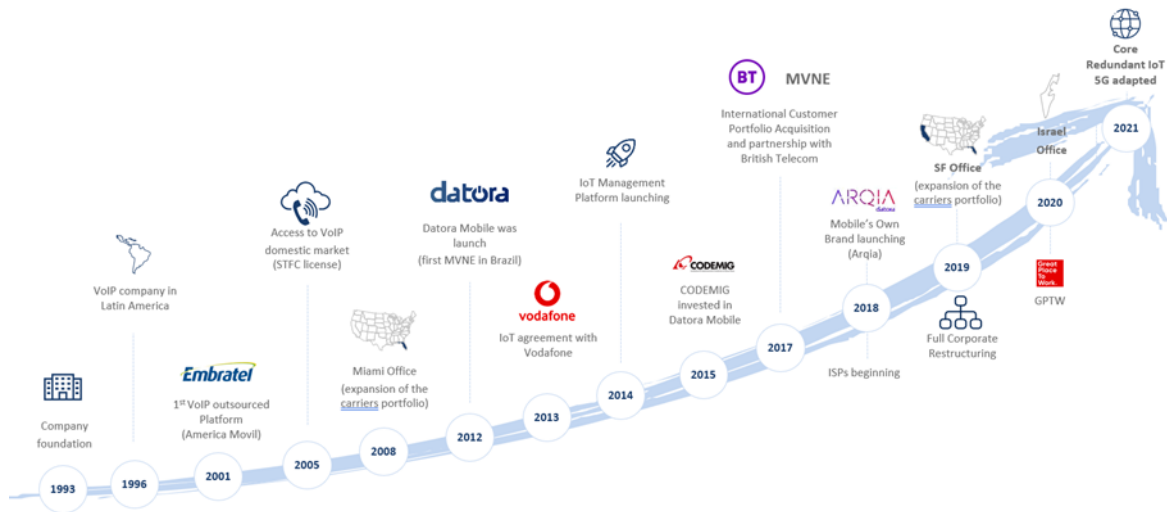 Company
foundation
1993
VoIP company in
Latin America
1996
Embratel
1st VoIP outsourced
Platform
(America Movil)
2001
Access to VoIP
domestic market
(STFC license)
2005
Miami Office
(expansion of the
carriers portfolio)
2008
datora
Datora Mobile was
launch
(first MVNE in Brazil)
2012
vodafone
IoT agreement with
Vodafone
2013
IoT Management
Platform launching
2014
CODEMIG
CODEMIG
invested in
Datora Mobile
2015
BT MVNE
International Customer
Portfolio Acquisition
and partnership with
British Telecom
2017
ARQIA
datora
Mobile's Own
Brand launching
(Arqia)
2018
ISPs beginning
SF Office
(expansion of the
carriers portfolio)
2019
Full Corporate
Restructuring
Israel
Office
2020
Great
Place
To
Work.
GPTW
Core
Redundant IoT
5G adapted
2021